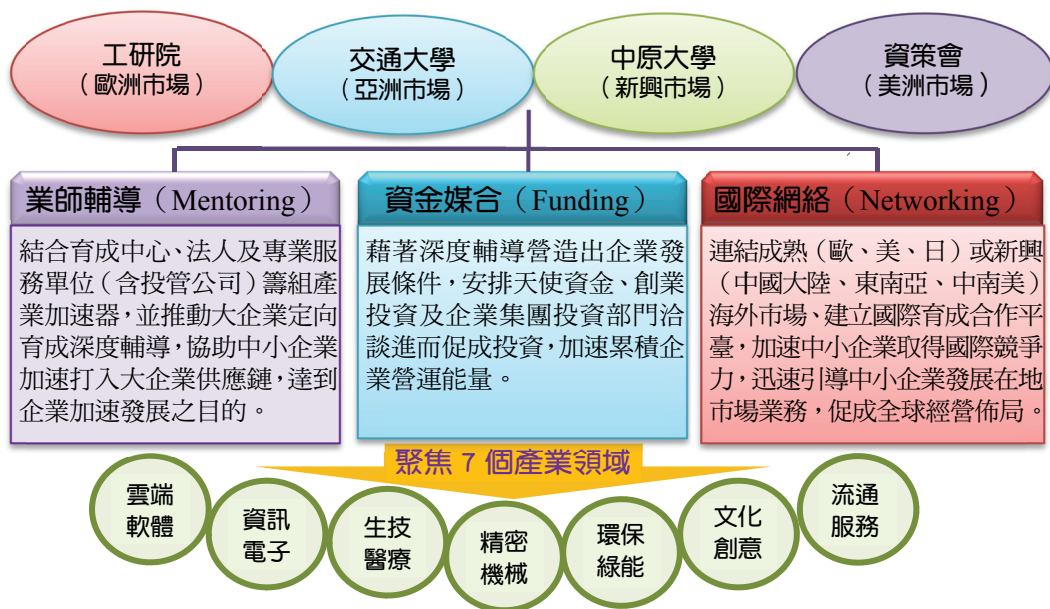 工研院
（歐洲市場）
交通大學
（亞洲市場）
中原大學
（新興市場）
資策會
（美洲市場）
業師輔導（Mentoring）
結合育成中心、法人及專業服
務單位（含投管公司）籌組產
業加速器，並推動大企業定向
育成深度輔導，協助中小企業
加速打入大企業供應鏈，達到
企業加速發展之目的。
資金媒合（Funding）
藉著深度輔導營造出企業發
展條件，安排天使資金、創業
投資及企業集團投資部門洽
談進而促成投資，加速累積企
業營運能量。
國際網絡（Networking）
連結成熟（歐、美、日）或新興
（中國大陸、東南亞、中南美）
海外市場、建立國際育成合作平
臺，加速中小企業取得國際競爭
力，迅速引導中小企業發展在地
市場業務，促成全球經營佈局。
聚焦 7 個產業領域
雲端
軟體
資訊
電子
生技
醫療
精密
機械
環保
綠能
文化
創意
流通
服務